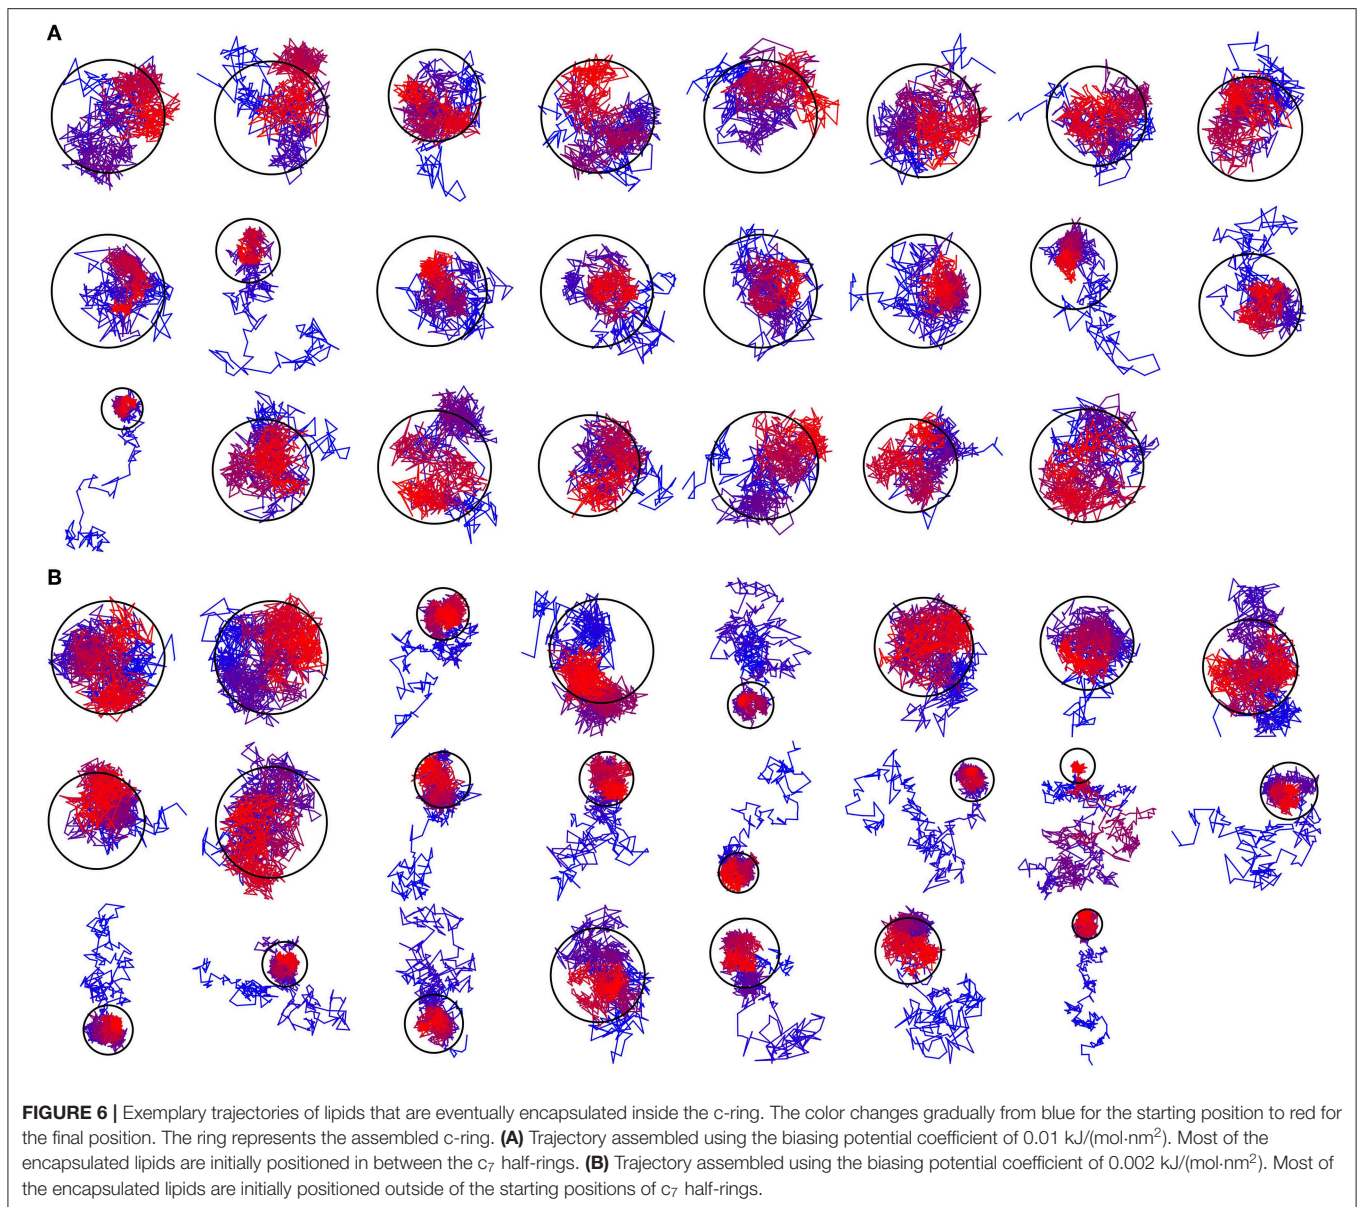 A
B
FIGURE 6 | Exemplary trajectories of lipids that are eventually encapsulated inside the c-ring. The color changes gradually from blue for the starting position to red for
the final position. The ring represents the assembled c-ring. (A) Trajectory assembled using the biasing potential coefficient of 0.01 kJ/(mol·nm²). Most of the
encapsulated lipids are initially positioned in between the c₇ half-rings. (B) Trajectory assembled using the biasing potential coefficient of 0.002 kJ/(mol·nm²). Most of
the encapsulated lipids are initially positioned outside of the starting positions of c₇ half-rings.